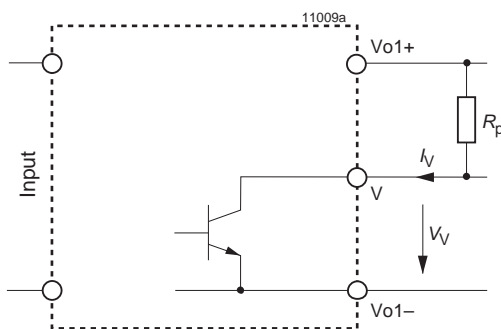 11009a
Vo1+
Rp
IV
V
Input
VV
Vo1–